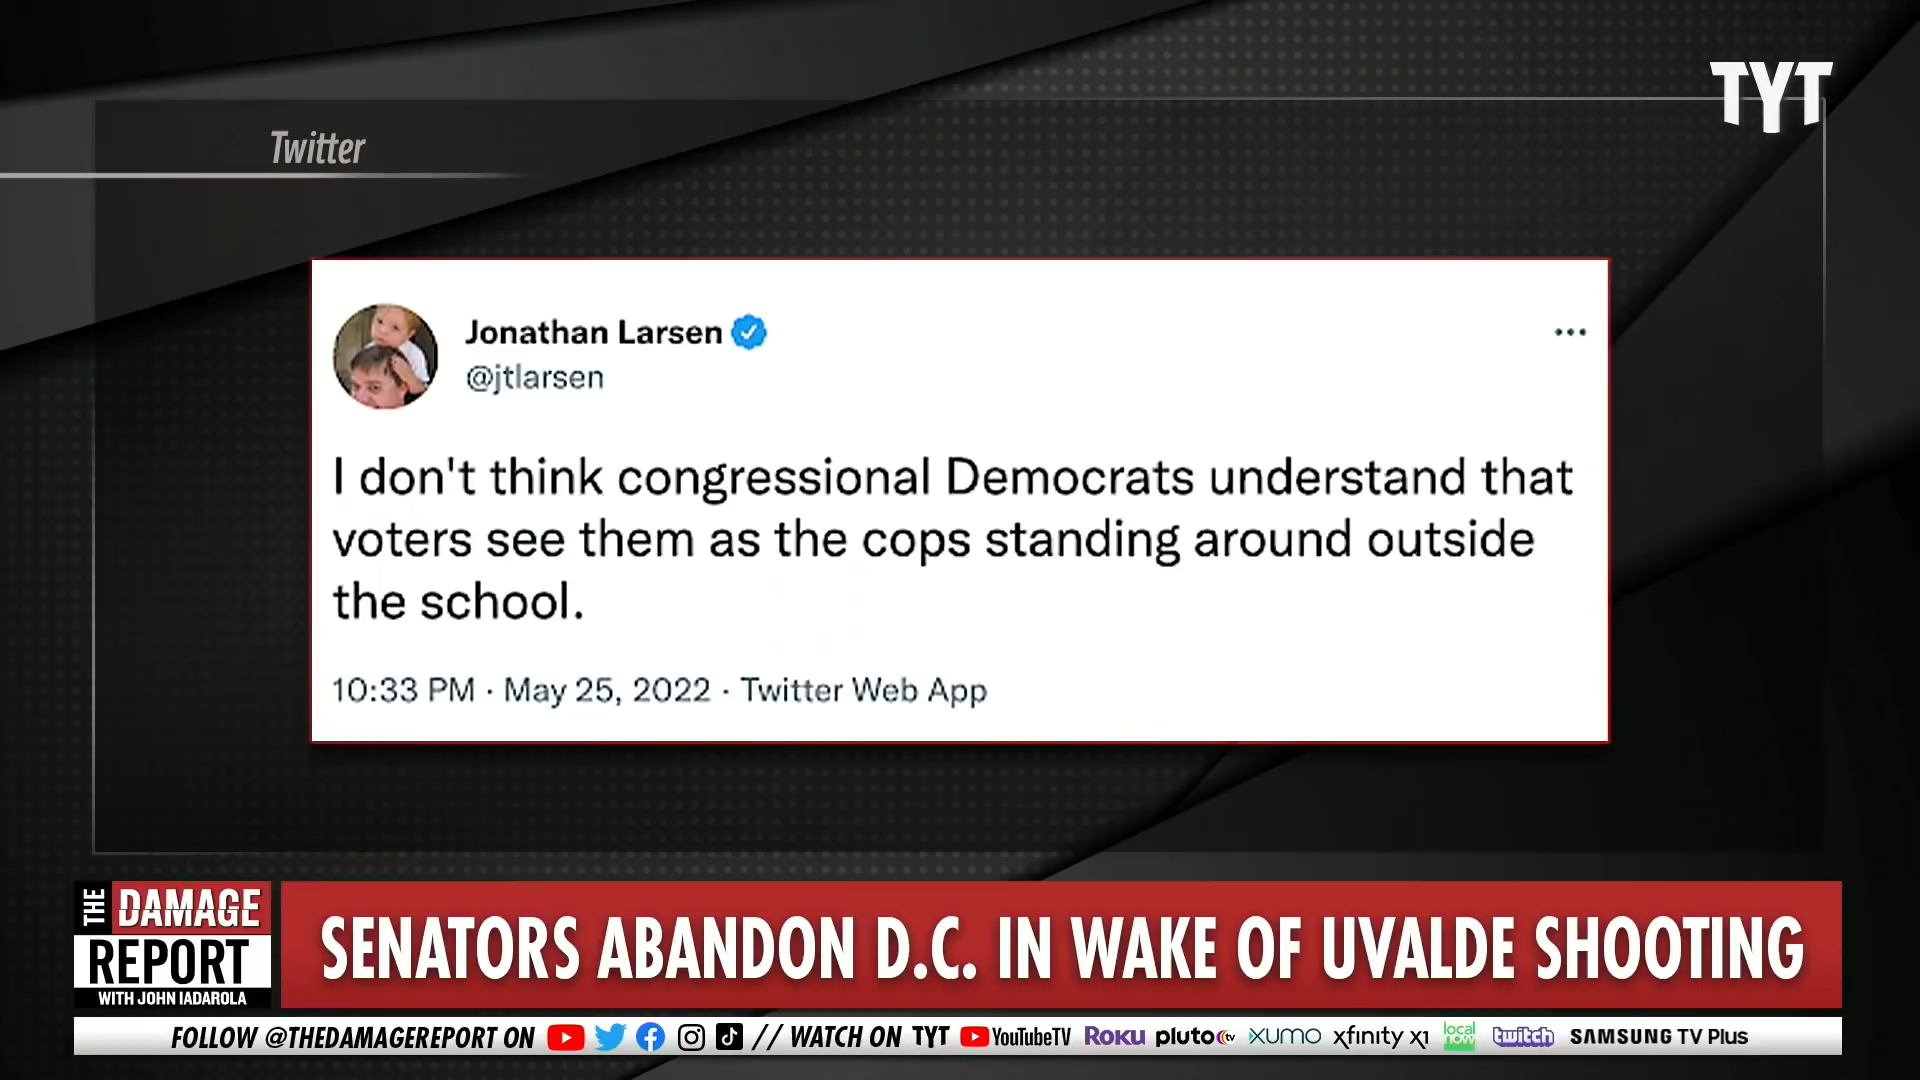 TYT
Twitter
Jonathan Larsen
@jtlarsen
I don't think congressional Democrats understand that
voters see them as the cops standing around outside
the school.
10:33 PM · May 25, 2022 · Twitter Web App
THE DAMAGE
REPORT
WITH JOHN IADAROLA
SENATORS ABANDON D.C. IN WAKE OF UVALDE SHOOTING
FOLLOW @THEDAMAGEREPORT ON // WATCH ON TYT YouTubeTV ROKU pluto tv XUMO xfinity x1 local now twitch SAMSUNG TV Plus